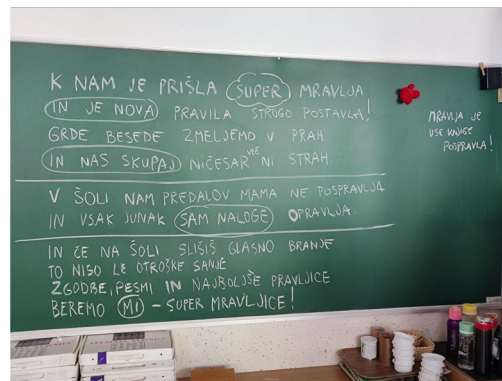 K NAM JE PRIŠLA SUPER MRAVLJA
IN JE NOVA PRAVILA STROGO POSTAVLA!
GRDE BESEDE ZMELJEMO V PRAH
IN NAS SKUPAJ NIČESAR VEČ NI STRAH
V ŠOLI NAM PREDALOV MAMA NE POSPRAVLJA
IN VSAK JUNAK SAM NALOGE OPRAVLJA.
IN ČE NA ŠOLI SLIŠIŠ GLASNO BRANJE
TO NISO LE OTROŠKE SANJE
ZGODBE, PESMI IN NAJBOLJŠE PRAVLJICE
BEREMO MI - SUPER MRAVLJICE!
MRAVLJA JE
VSE KNJIGE
POSPRAVLA!